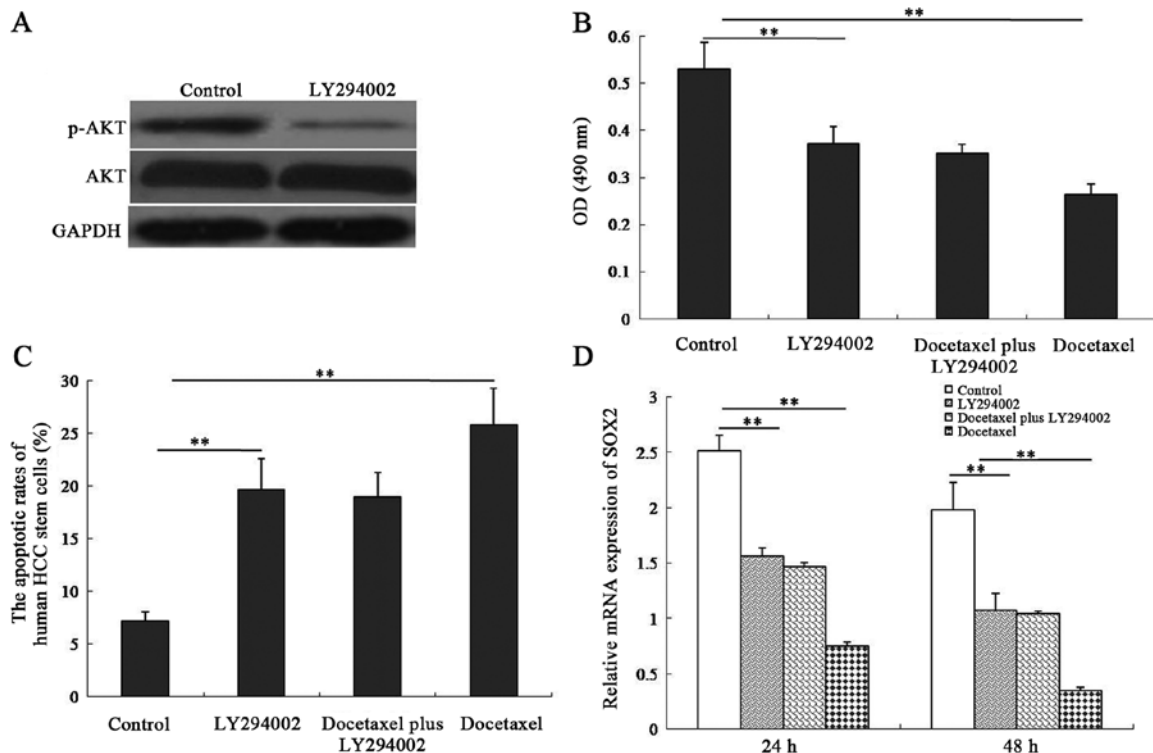 A
Control LY294002
p-AKT
AKT
GAPDH
B
**
**
OD (490 nm)
0.6
0.5
0.4
0.3
0.2
0.1
0
Control LY294002 Docetaxel plus Docetaxel
LY294002
C
**
**
The apoptotic rates of
human HCC stem cells (%)
30
25
20
15
10
5
0
Control LY294002 Docetaxel plus Docetaxel
LY294002
D
Control
LY294002
Docetaxel plus LY294002
Docetaxel
**
**
**
**
Relative mRNA expression of SOX2
3
2.5
2
1.5
1
0.5
0
24 h 48 h